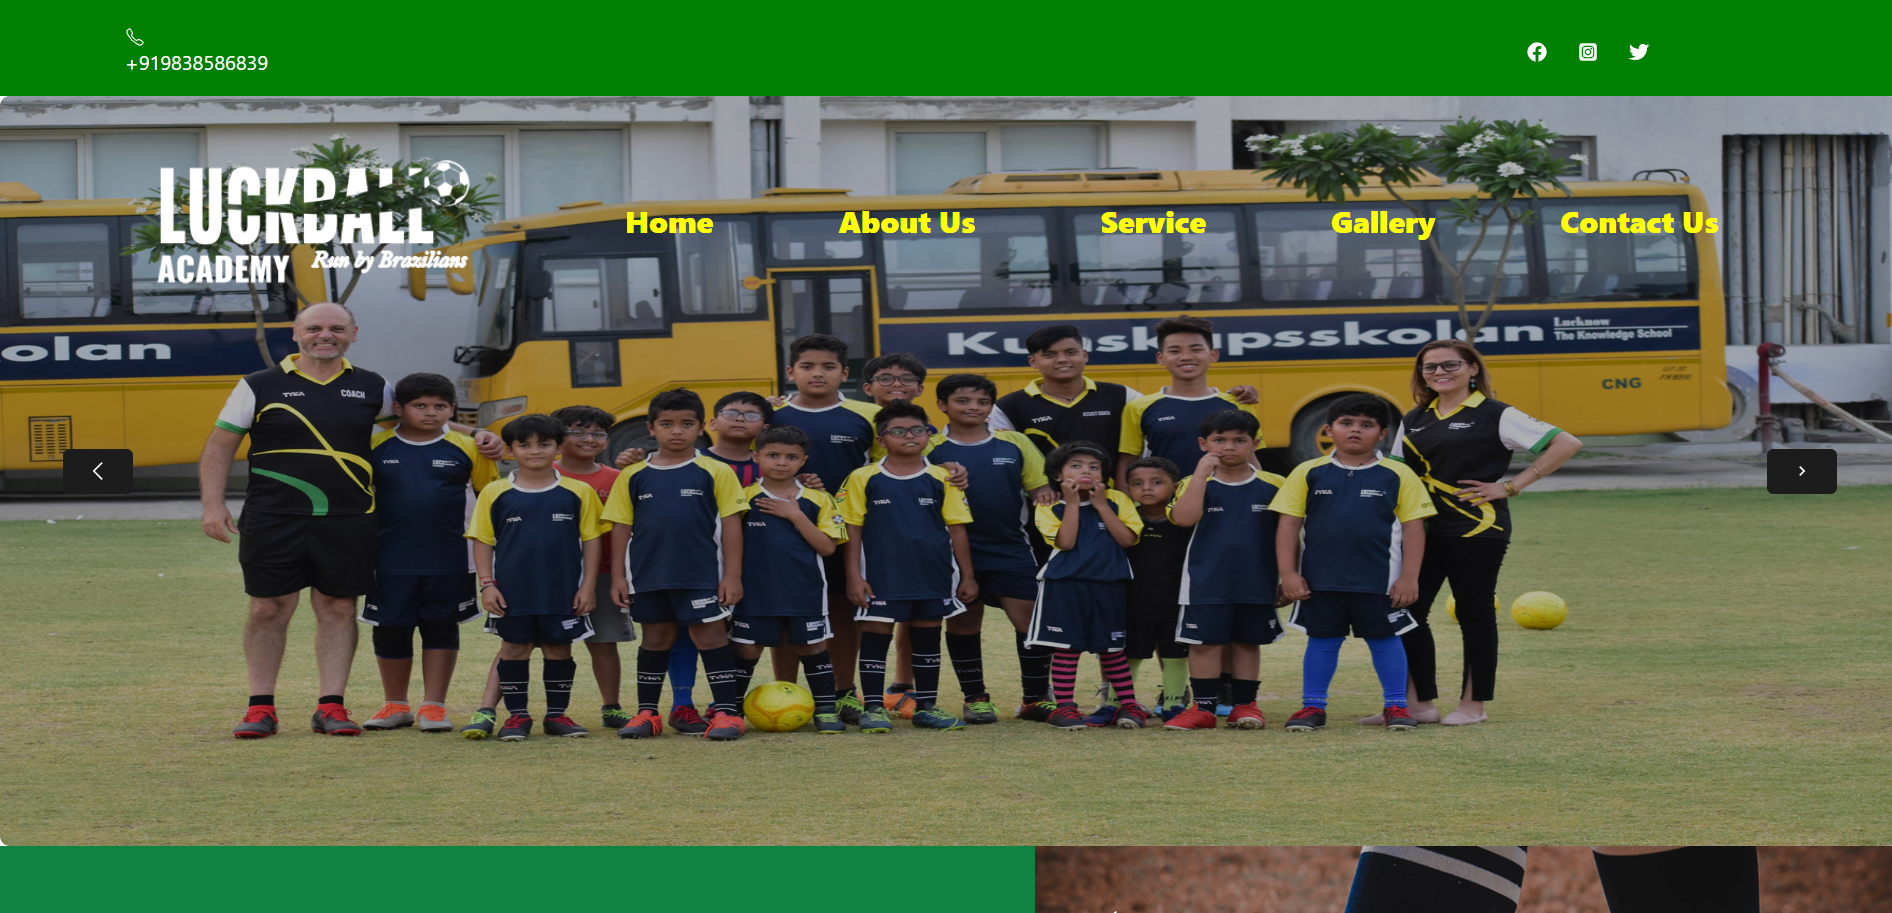 +919838586839
LUCKBALL
ACADEMY Run by Brazilians
Home
About Us
Service
Gallery
Contact Us
olan
Lucknow
The Knowledge School
CNG
TYKA
COACH